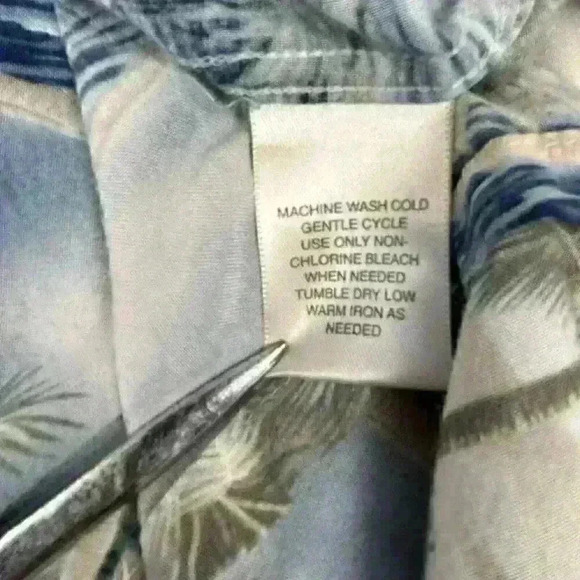 MACHINE WASH COLD
GENTLE CYCLE
USE ONLY NON-
CHLORINE BLEACH
WHEN NEEDED
TUMBLE DRY LOW
WARM IRON AS
NEEDED